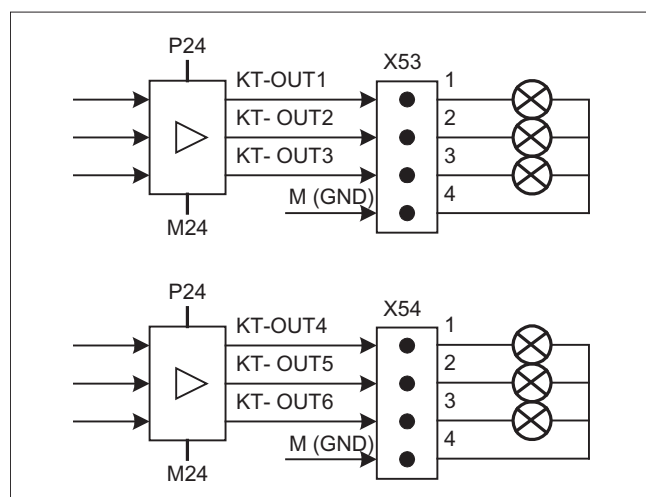 P24
X53
KT-OUT1
1
KT- OUT2
2
KT- OUT3
3
M (GND)
4
M24
P24
X54
KT-OUT4
1
KT- OUT5
2
KT- OUT6
3
M (GND)
4
M24